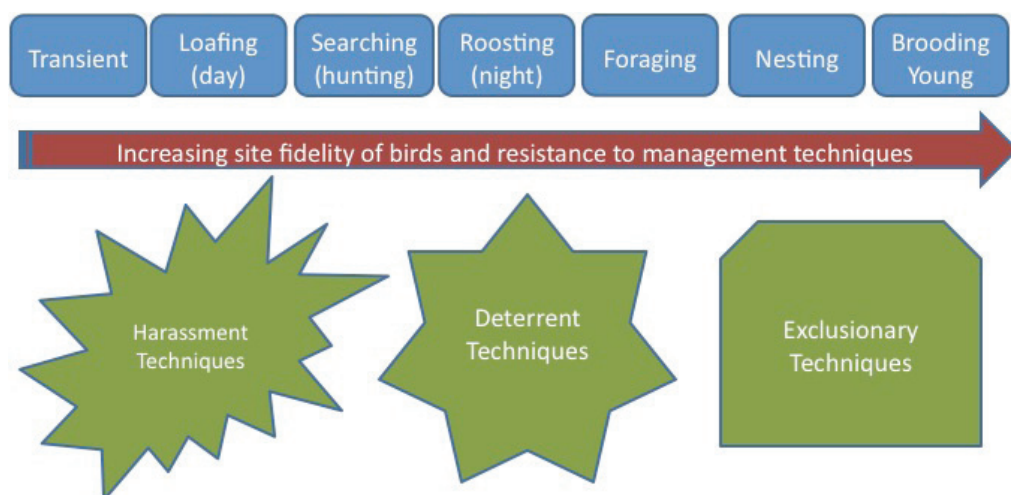 Transient
Loafing
(day)
Searching
(hunting)
Roosting
(night)
Foraging
Nesting
Brooding
Young
Increasing site fidelity of birds and resistance to management techniques
Harassment
Techniques
Deterrent
Techniques
Exclusionary
Techniques